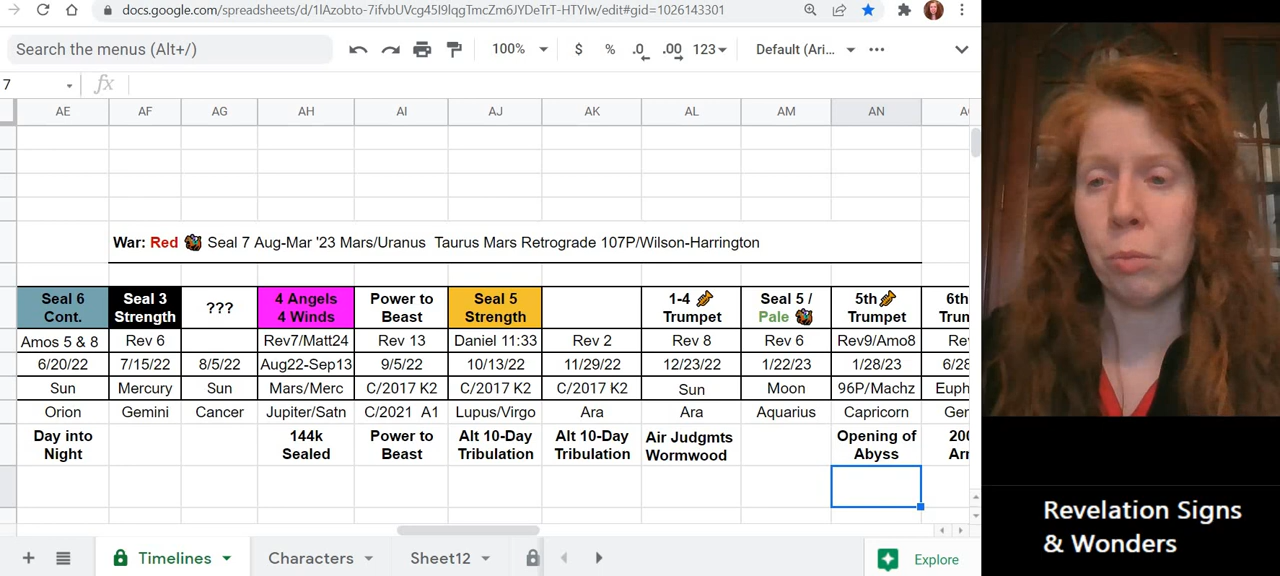 docs.google.com/spreadsheets/d/1lAzobto-7ifvbUVcg45I9IqgTmcZm6JYDeTrT-HTYIw/edit#gid=1026143301
Search the menus (Alt+/) 100% $ % .0 .00 123 Default (Ari...
7 fx
AE AF AG AH AI AJ AK AL AM AN
War: Red Seal 7 Aug-Mar '23 Mars/Uranus Taurus Mars Retrograde 107P/Wilson-Harrington
Seal 6 Seal 3 ??? 4 Angels Power to Seal 5 1-4 Seal 5 / 5th 6th
Cont. Strength 4 Winds Beast Strength Trumpet Pale Trumpet Trum
Amos 5 & 8 Rev 6 Rev7/Matt24 Rev 13 Daniel 11:33 Rev 2 Rev 8 Rev 6 Rev9/Amo8
6/20/22 7/15/22 8/5/22 Aug22-Sep13 9/5/22 10/13/22 11/29/22 12/23/22 1/22/23 1/28/23 6/28
Sun Mercury Sun Mars/Merc C/2017 K2 C/2017 K2 C/2017 K2 Sun Moon 96P/Machz Euph
Orion Gemini Cancer Jupiter/Satn C/2021 A1 Lupus/Virgo Ara Ara Aquarius Capricorn Ger
Day into 144k Power to Alt 10-Day Alt 10-Day Air Judgmts Opening of 200
Night Sealed Beast Tribulation Tribulation Wormwood Abyss
Timelines Characters Sheet12 Explore
Revelation Signs
& Wonders